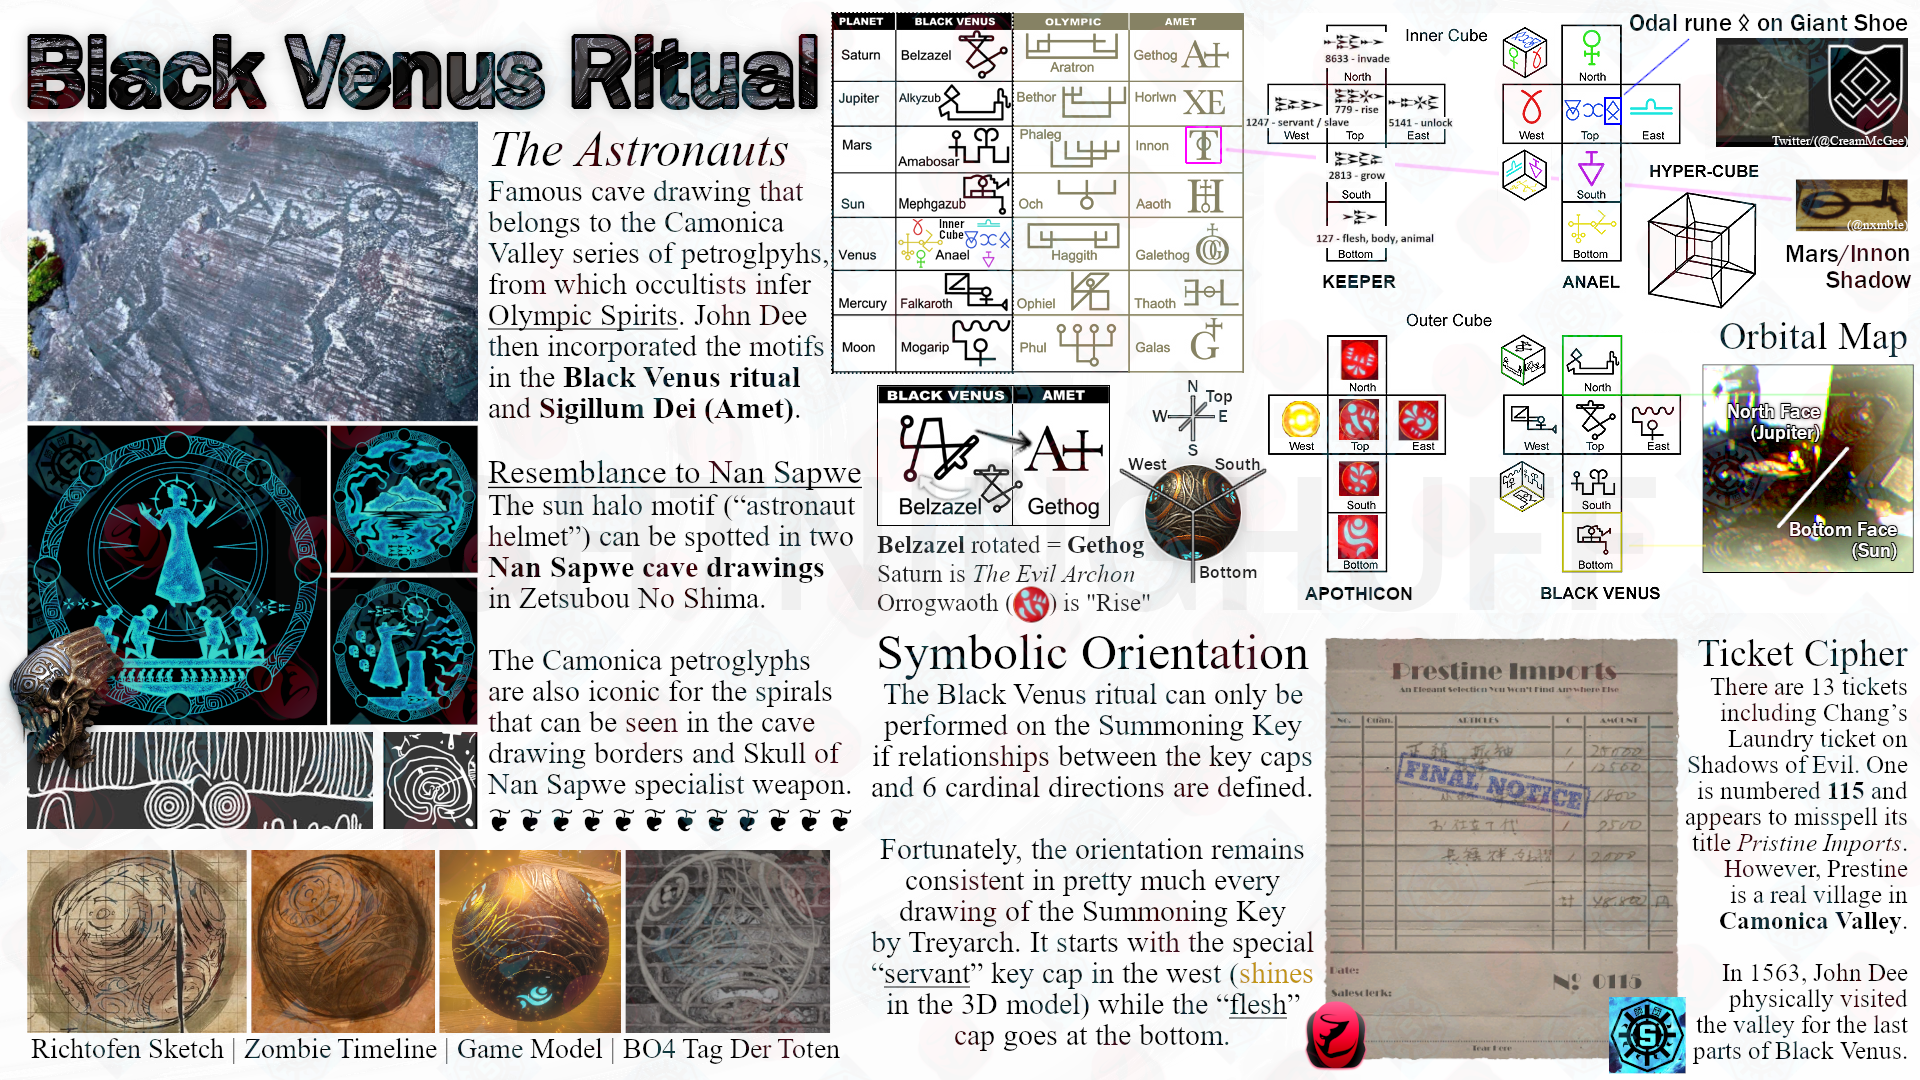 Black Venus Ritual
The Astronauts
Famous cave drawing that
belongs to the Camonica
Valley series of petroglpyhs,
from which occultists infer
Olympic Spirits. John Dee
then incorporated the motifs
in the Black Venus ritual
and Sigillum Dei (Amet).
Resemblance to Nan Sapwe
The sun halo motif (“astronaut
helmet”) can be spotted in two
Nan Sapwe cave drawings
in Zetsubou No Shima.
The Camonica petroglyphs
are also iconic for the spirals
that can be seen in the cave
drawing borders and Skull of
Nan Sapwe specialist weapon.
Richtofen Sketch | Zombie Timeline | Game Model | BO4 Tag Der Toten
PLANET BLACK VENUS OLYMPIC AMET
Saturn Belzazel Aratron Gethog
Jupiter Alkyzub Bethor Horlwn
Mars Amabosar Phaleg Innon
Sun Mephgazub Och Aaoth
Venus Inner Cube Anael Haggith Galethog
Mercury Falkaroth Ophiel Thaoth
Moon Mogarip Phul Galas
BLACK VENUS AMET
Belzazel Gethog
Belzazel rotated = Gethog
Saturn is The Evil Archon
Orrogwaoth ( ) is "Rise"
N
Top
W E
S
West South
Bottom
Symbolic Orientation
The Black Venus ritual can only be
performed on the Summoning Key
if relationships between the key caps
and 6 cardinal directions are defined.
Fortunately, the orientation remains
consistent in pretty much every
drawing of the Summoning Key
by Treyarch. It starts with the special
“servant” key cap in the west (shines
in the 3D model) while the “flesh”
cap goes at the bottom.
Inner Cube
8633 - invade
North
779 - rise
1247 - servant / slave
5141 - unlock
West Top East
2813 - grow
South
127 - flesh, body, animal
Bottom
KEEPER
North
West Top East
South
Bottom
ANAEL
Outer Cube
North
West Top East
South
Bottom
APOTHICON
North
West Top East
South
Bottom
BLACK VENUS
Odal rune ᛟ on Giant Shoe
Twitter/(@CreamMcGee)
HYPER-CUBE
(@nxmble)
Mars/Innon
Shadow
Orbital Map
North Face
(Jupiter)
Bottom Face
(Sun)
Prestine Imports
An Elegant Selection You Won't Find Anywhere Else
No. Quan. ARTICLES € AMOUNT
FINAL NOTICE
Date:
Salesclerk:
Nº 0115
Tear Here
Ticket Cipher
There are 13 tickets
including Chang’s
Laundry ticket on
Shadows of Evil. One
is numbered 115 and
appears to misspell its
title Pristine Imports.
However, Prestine
is a real village in
Camonica Valley.
In 1563, John Dee
physically visited
the valley for the last
parts of Black Venus.